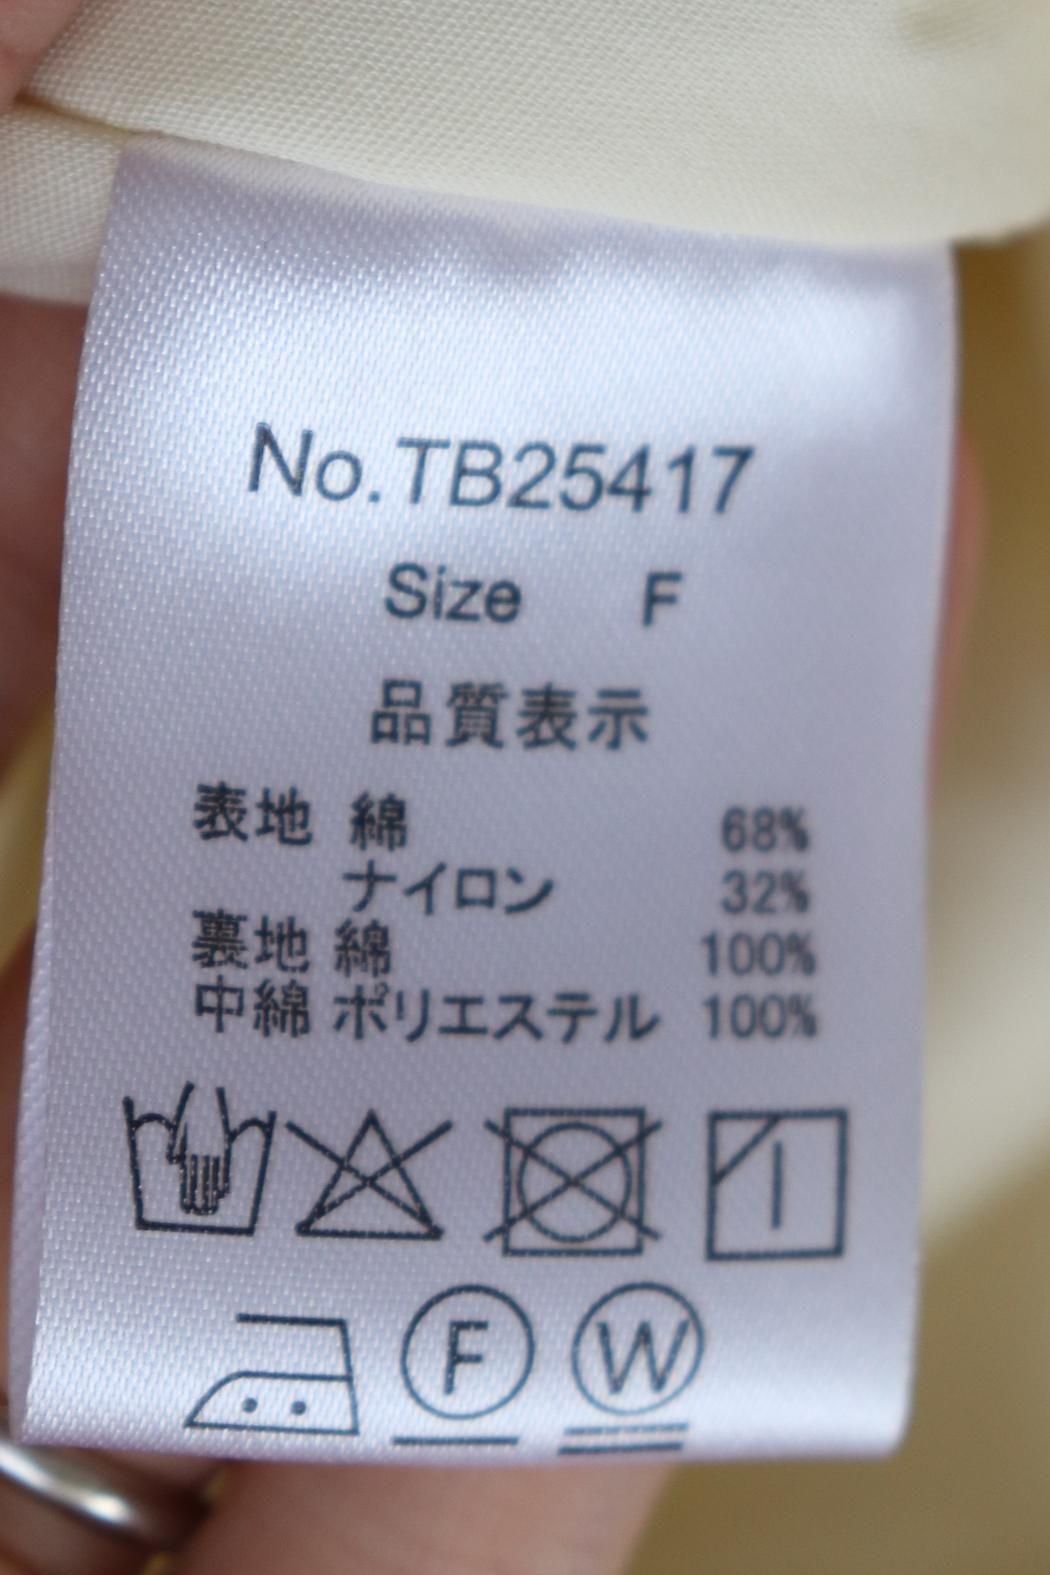 No.TB25417
Size F
品質表示
表地 綿 68%
ナイロン 32%
裏地 綿 100%
中綿 ポリエステル 100%
F W